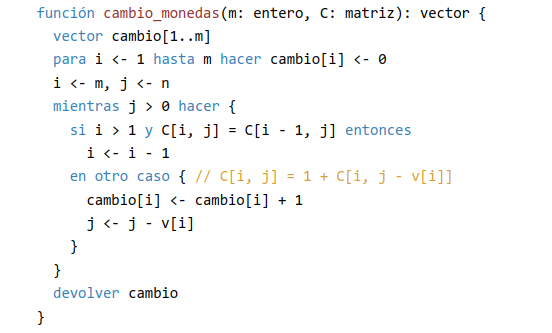 función cambio_monedas(m: entero, C: matriz): vector {
vector cambio[1..m]
para i <- 1 hasta m hacer cambio[i] <- 0
i <- m, j <- n
mientras j > 0 hacer {
si i > 1 y C[i, j] = C[i - 1, j] entonces
i <- i - 1
en otro caso { // C[i, j] = 1 + C[i, j - v[i]]
cambio[i] <- cambio[i] + 1
j <- j - v[i]
}
}
devolver cambio
}